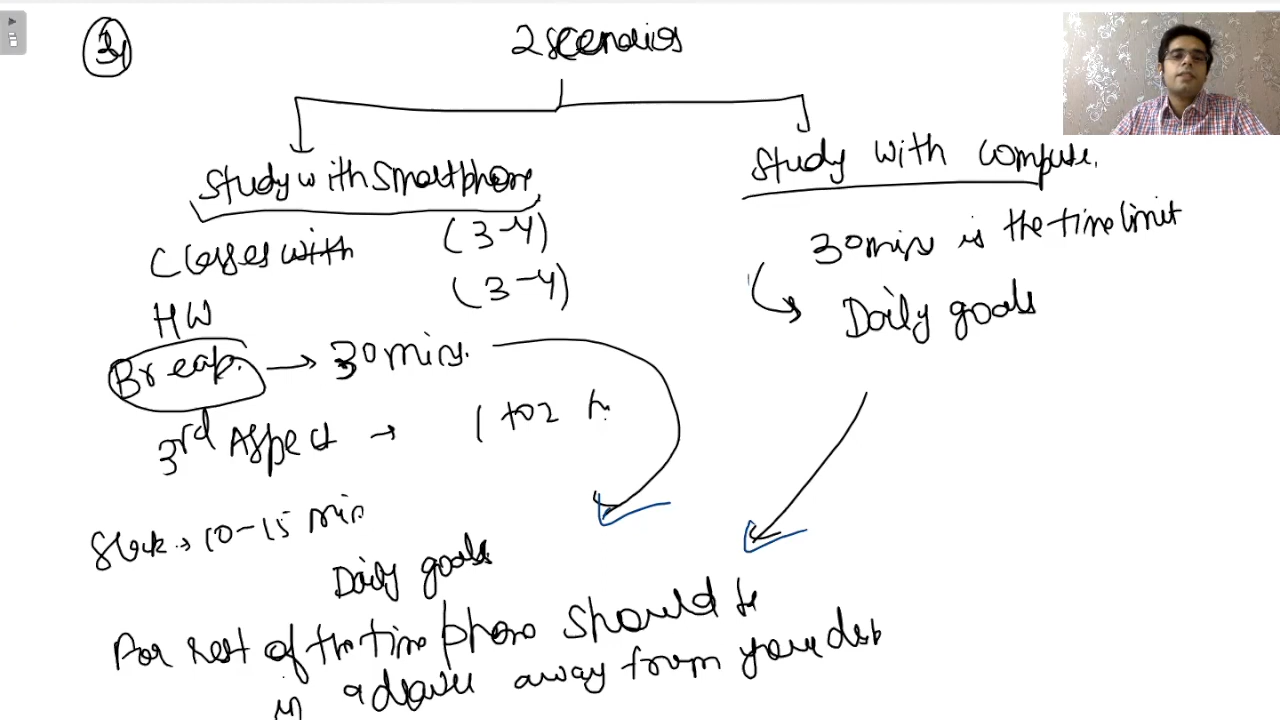 3
2 scenarios
Study with Smartphone
Classes with (3-4)
HW (3-4)
Break → 30 mins.
3rd Aspect → 1 to 2 h
10-15 min
Daily goals
For rest of the time phone should be
in a drawer away from your desk
Study with computer
30 mins is the time limit
Daily goals